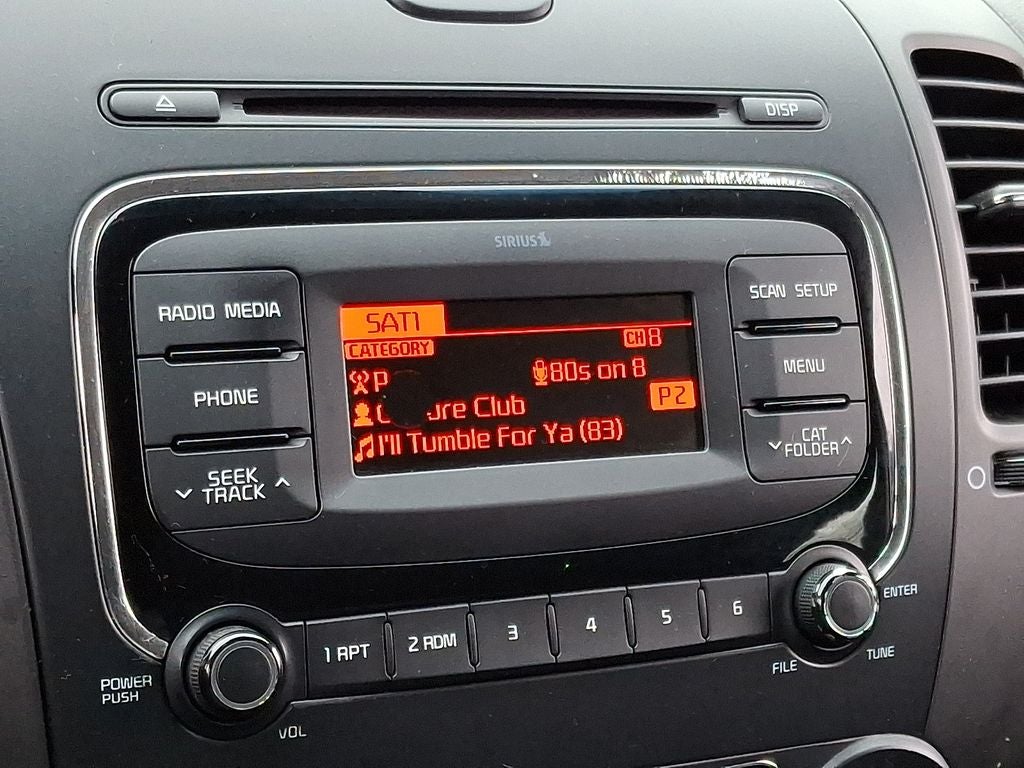 DISP
SIRIUS
RADIO MEDIA
PHONE
SEEK
TRACK
SAT1
CATEGORY
CH 8
80s on 8
Club
P2
I'll Tumble For Ya (83)
SCAN SETUP
MENU
CAT
FOLDER
1 RPT
2 RDM
3
4
5
6
POWER
PUSH
VOL
ENTER
FILE
TUNE